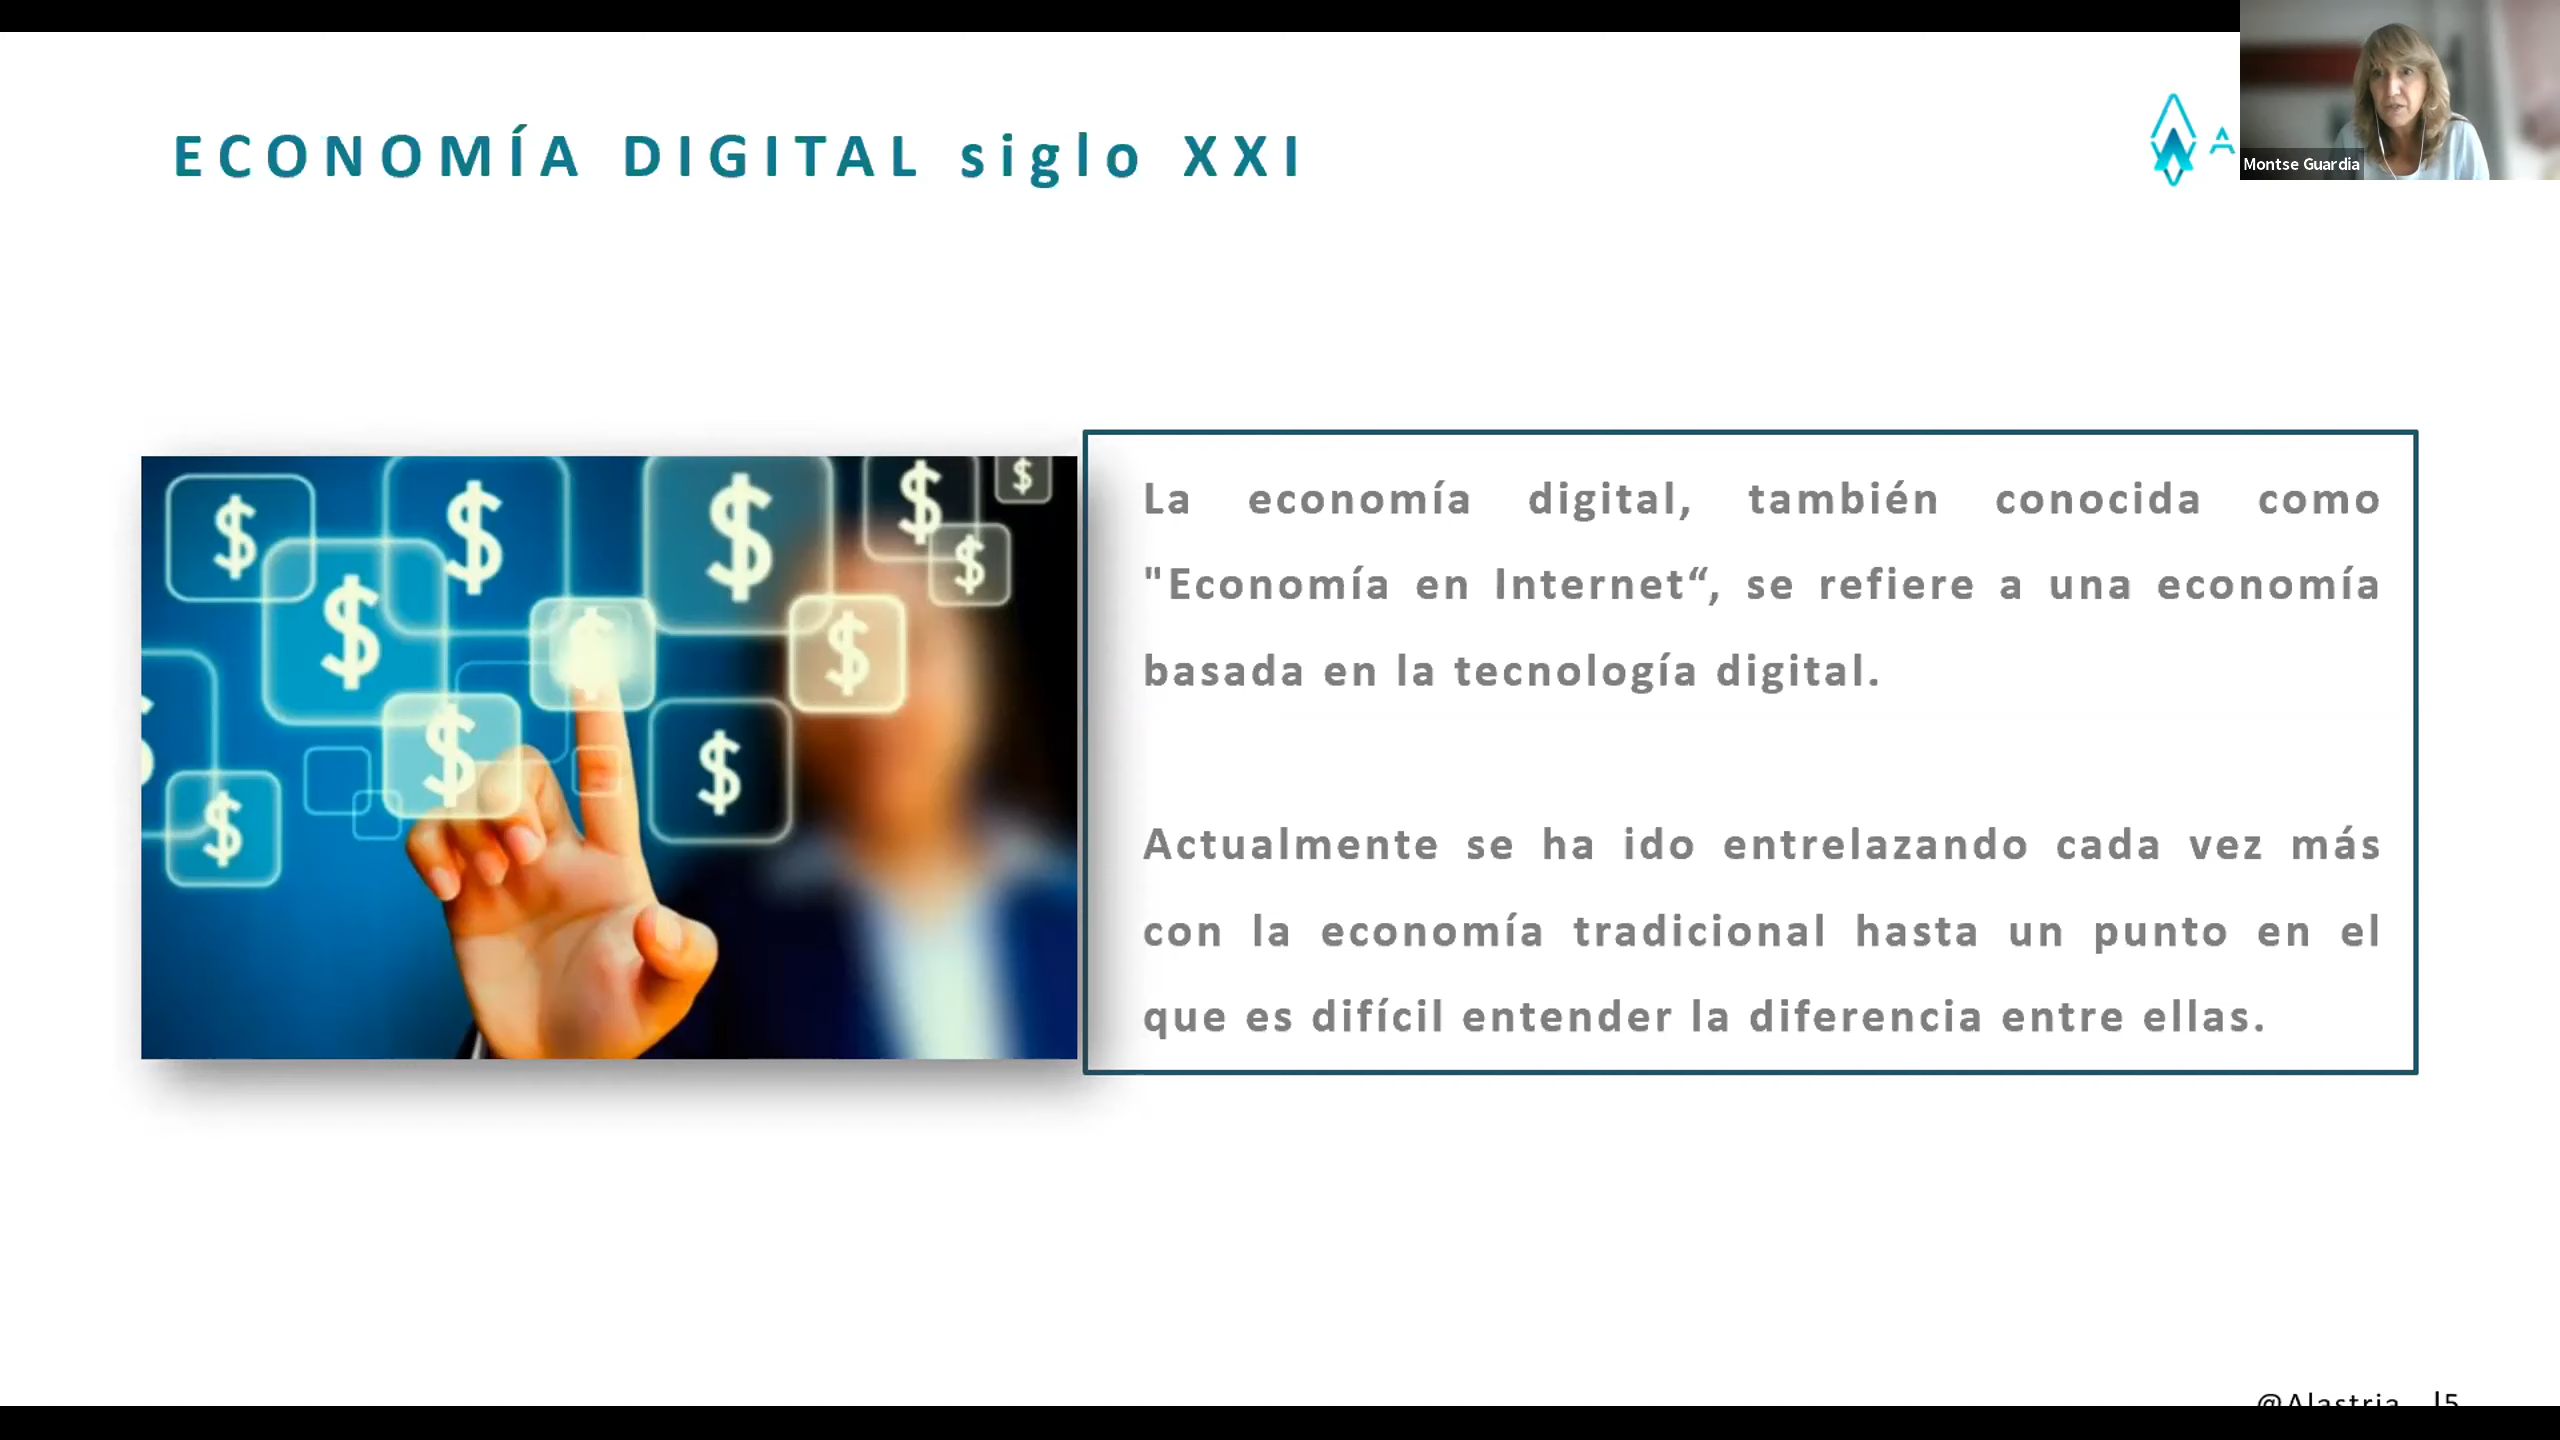 ECONOMÍA DIGITAL siglo XXI
A
Montse Guardia
$ $ $ $ $
$ $
$ $ $
$ $
$
La economía digital, también conocida como
"Economía en Internet“, se refiere a una economía
basada en la tecnología digital.
Actualmente se ha ido entrelazando cada vez más
con la economía tradicional hasta un punto en el
que es difícil entender la diferencia entre ellas.
@Alastria |5